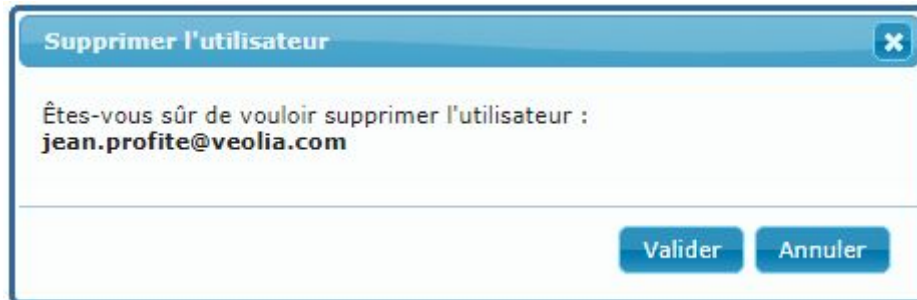 Supprimer l'utilisateur
Êtes-vous sûr de vouloir supprimer l'utilisateur :
jean.profite@veolia.com
Valider Annuler